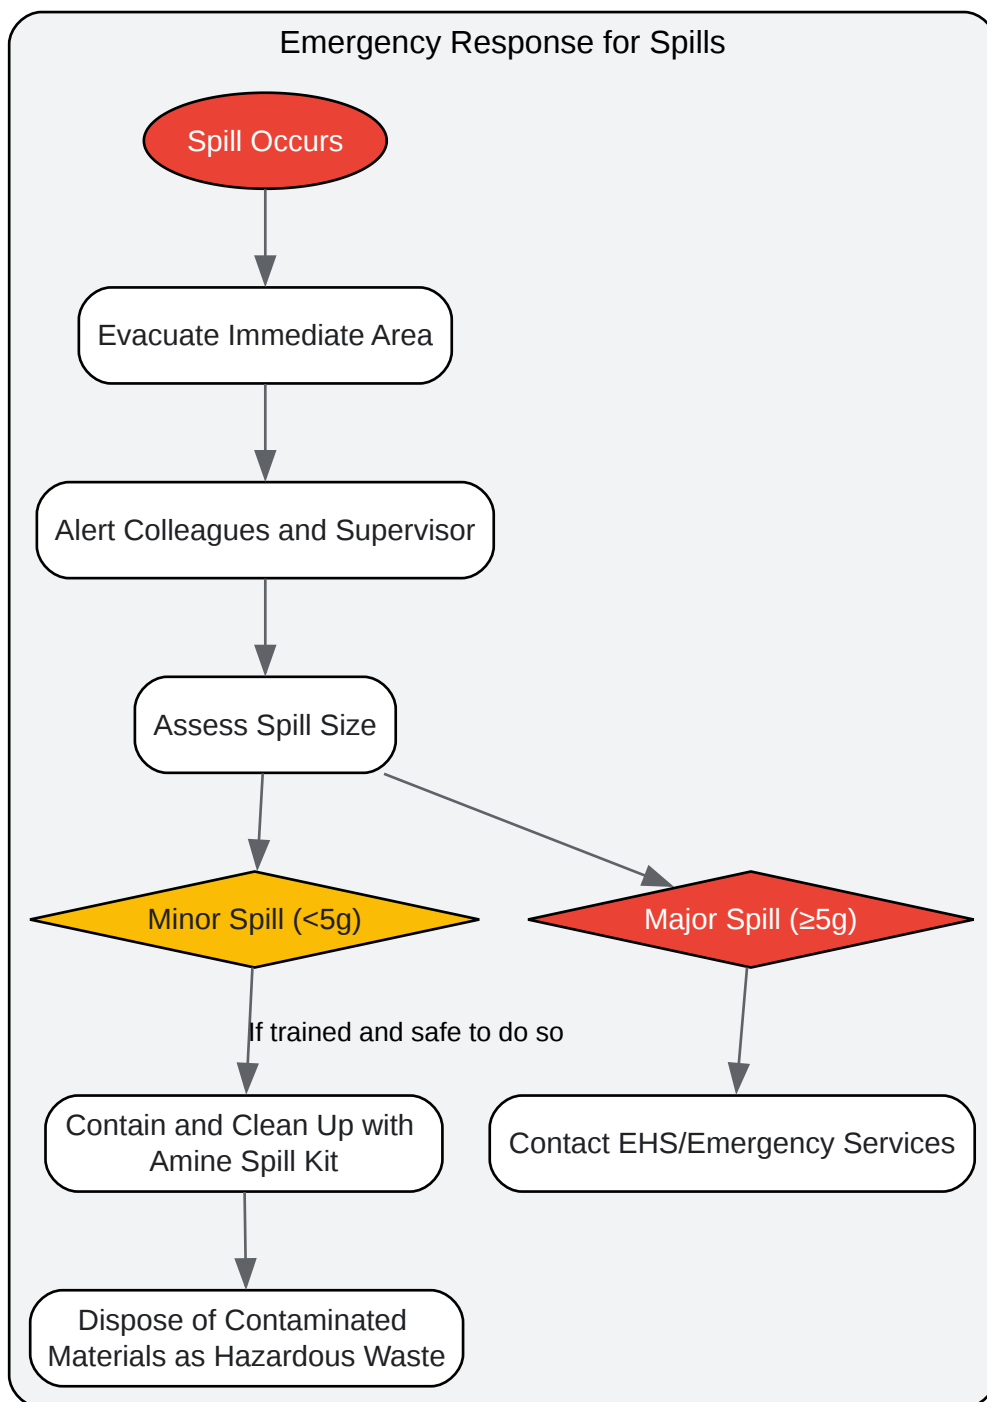 Emergency Response for Spills
Spill Occurs
Evacuate Immediate Area
Alert Colleagues and Supervisor
Assess Spill Size
Minor Spill (<5g)
Major Spill (≥5g)
If trained and safe to do so
Contain and Clean Up with
Amine Spill Kit
Contact EHS/Emergency Services
Dispose of Contaminated
Materials as Hazardous Waste